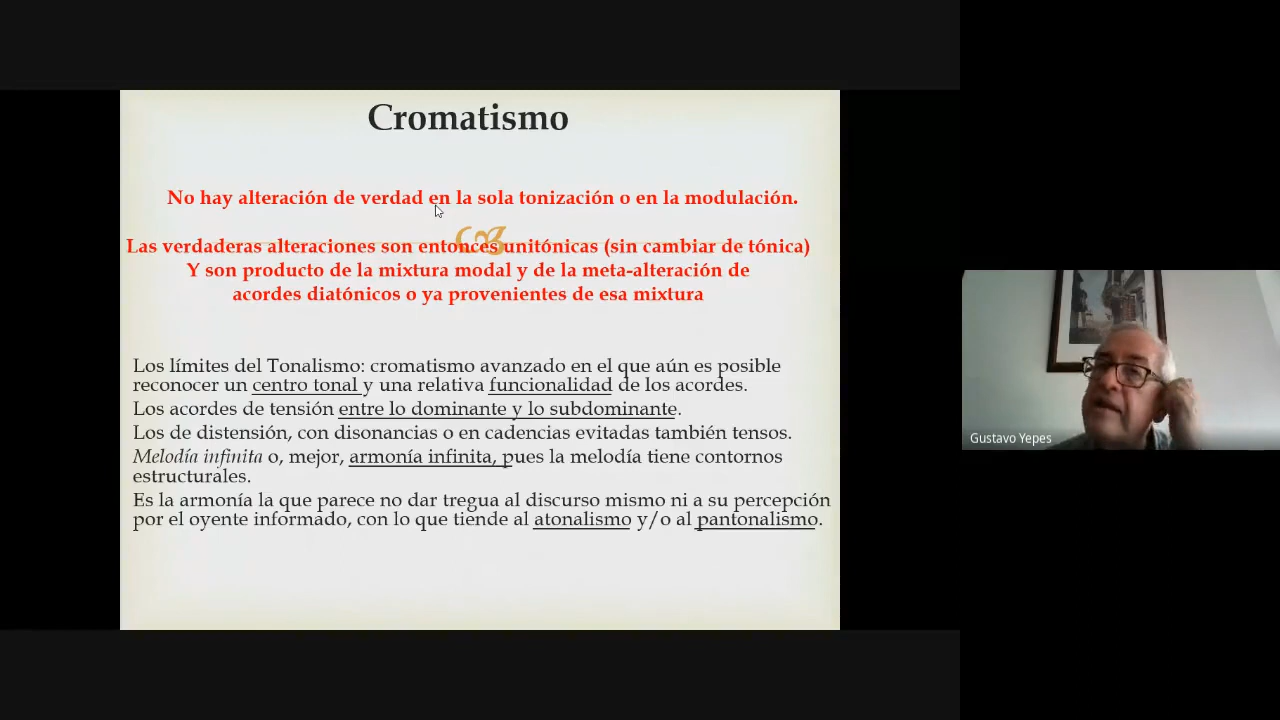 Cromatismo
No hay alteración de verdad en la sola tonización o en la modulación.
Las verdaderas alteraciones son entonces unitónicas (sin cambiar de tónica)
Y son producto de la mixtura modal y de la meta-alteración de
acordes diatónicos o ya provenientes de esa mixtura
Los límites del Tonalismo: cromatismo avanzado en el que aún es posible
reconocer un centro tonal y una relativa funcionalidad de los acordes.
Los acordes de tensión entre lo dominante y lo subdominante.
Los de distensión, con disonancias o en cadencias evitadas también tensos.
Melodía infinita o, mejor, armonía infinita, pues la melodía tiene contornos
estructurales.
Es la armonía la que parece no dar tregua al discurso mismo ni a su percepción
por el oyente informado, con lo que tiende al atonalismo y/o al pantonalismo.
Gustavo Yepes